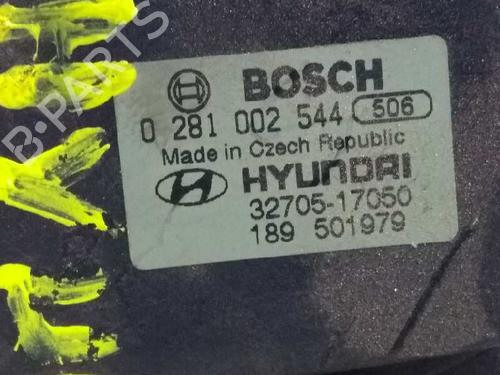 BOSCH
0 281 002 544 506
Made in Czech Republic
HYUNDAI
32705-17050
189 501979
B-PARTS